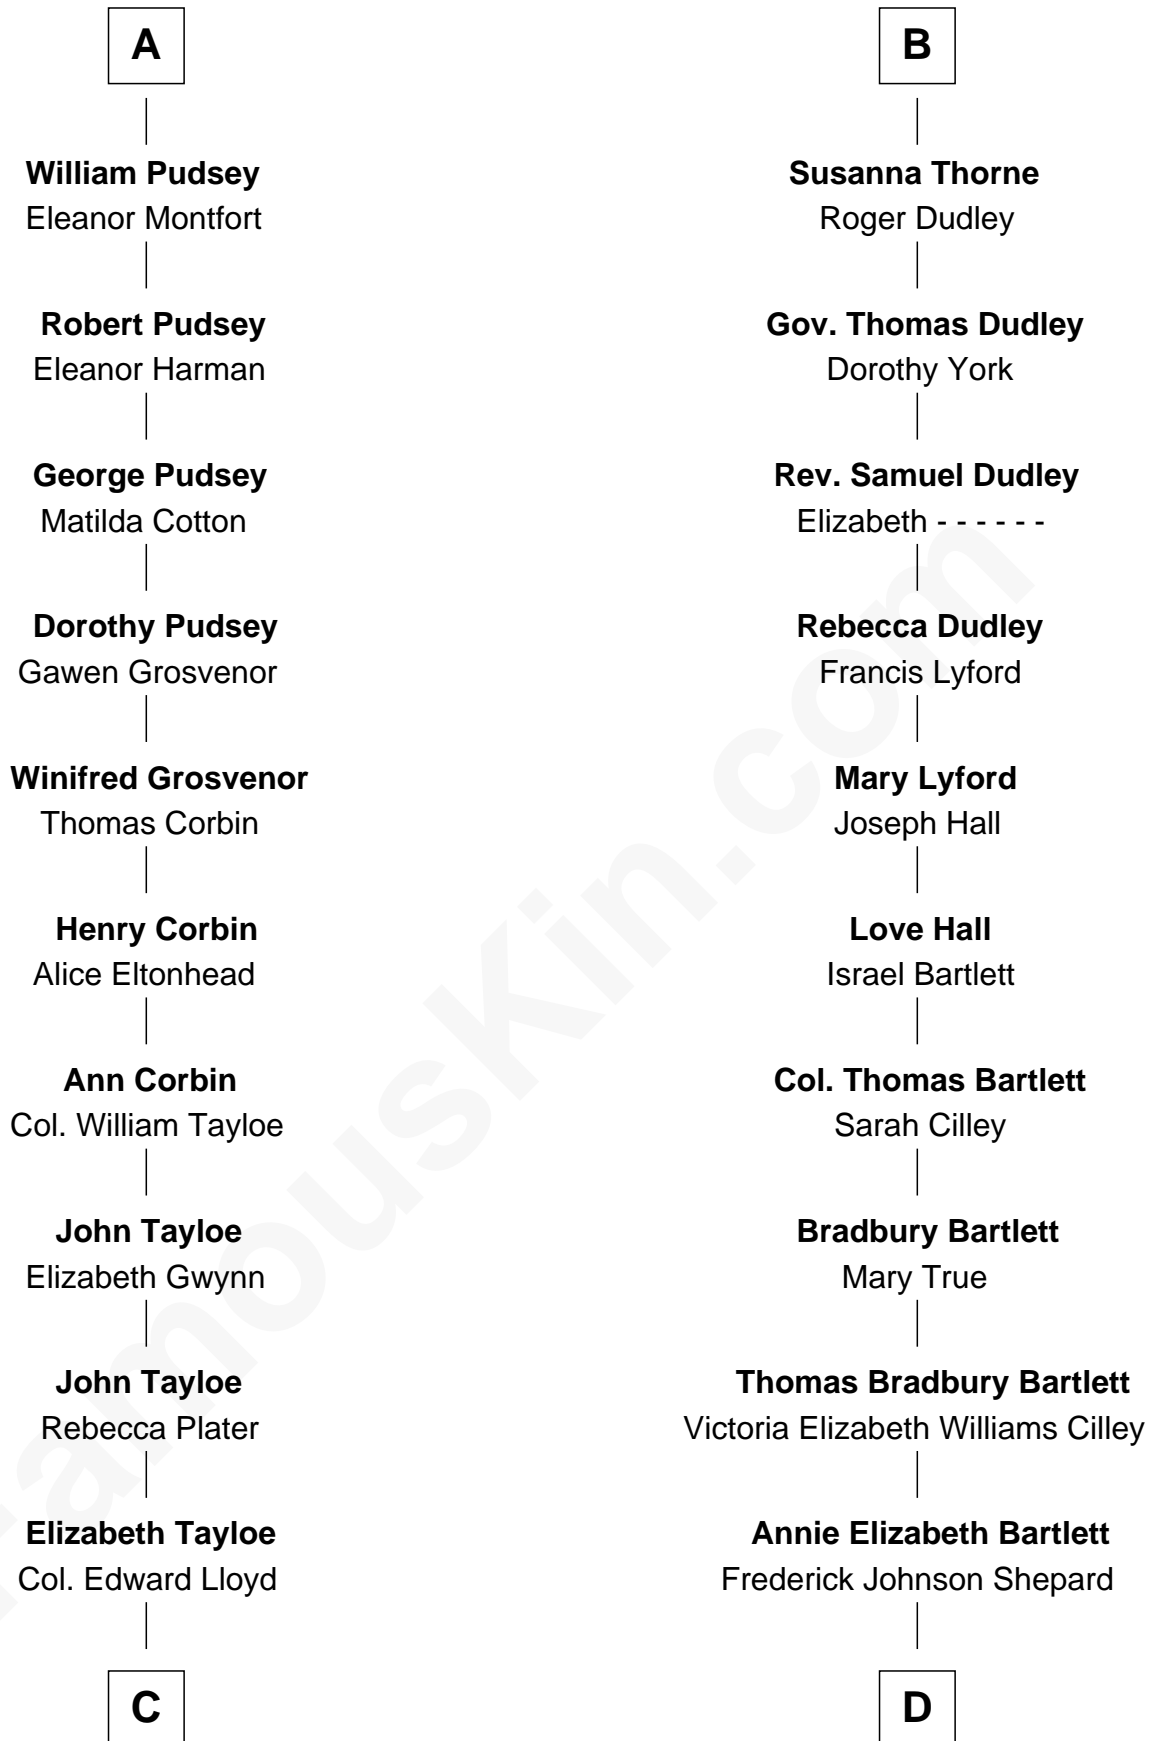 A
William Pudsey
Eleanor Montfort
Robert Pudsey
Eleanor Harman
George Pudsey
Matilda Cotton
Dorothy Pudsey
Gawen Grosvenor
Winifred Grosvenor
Thomas Corbin
Henry Corbin
Alice Eltonhead
Ann Corbin
Col. William Tayloe
John Tayloe
Elizabeth Gwynn
John Tayloe
Rebecca Plater
Elizabeth Tayloe
Col. Edward Lloyd
C
B
Susanna Thorne
Roger Dudley
Gov. Thomas Dudley
Dorothy York
Rev. Samuel Dudley
Elizabeth - - - - - -
Rebecca Dudley
Francis Lyford
Mary Lyford
Joseph Hall
Love Hall
Israel Bartlett
Col. Thomas Bartlett
Sarah Cilley
Bradbury Bartlett
Mary True
Thomas Bradbury Bartlett
Victoria Elizabeth Williams Cilley
Annie Elizabeth Bartlett
Frederick Johnson Shepard
D
FamousKin.com